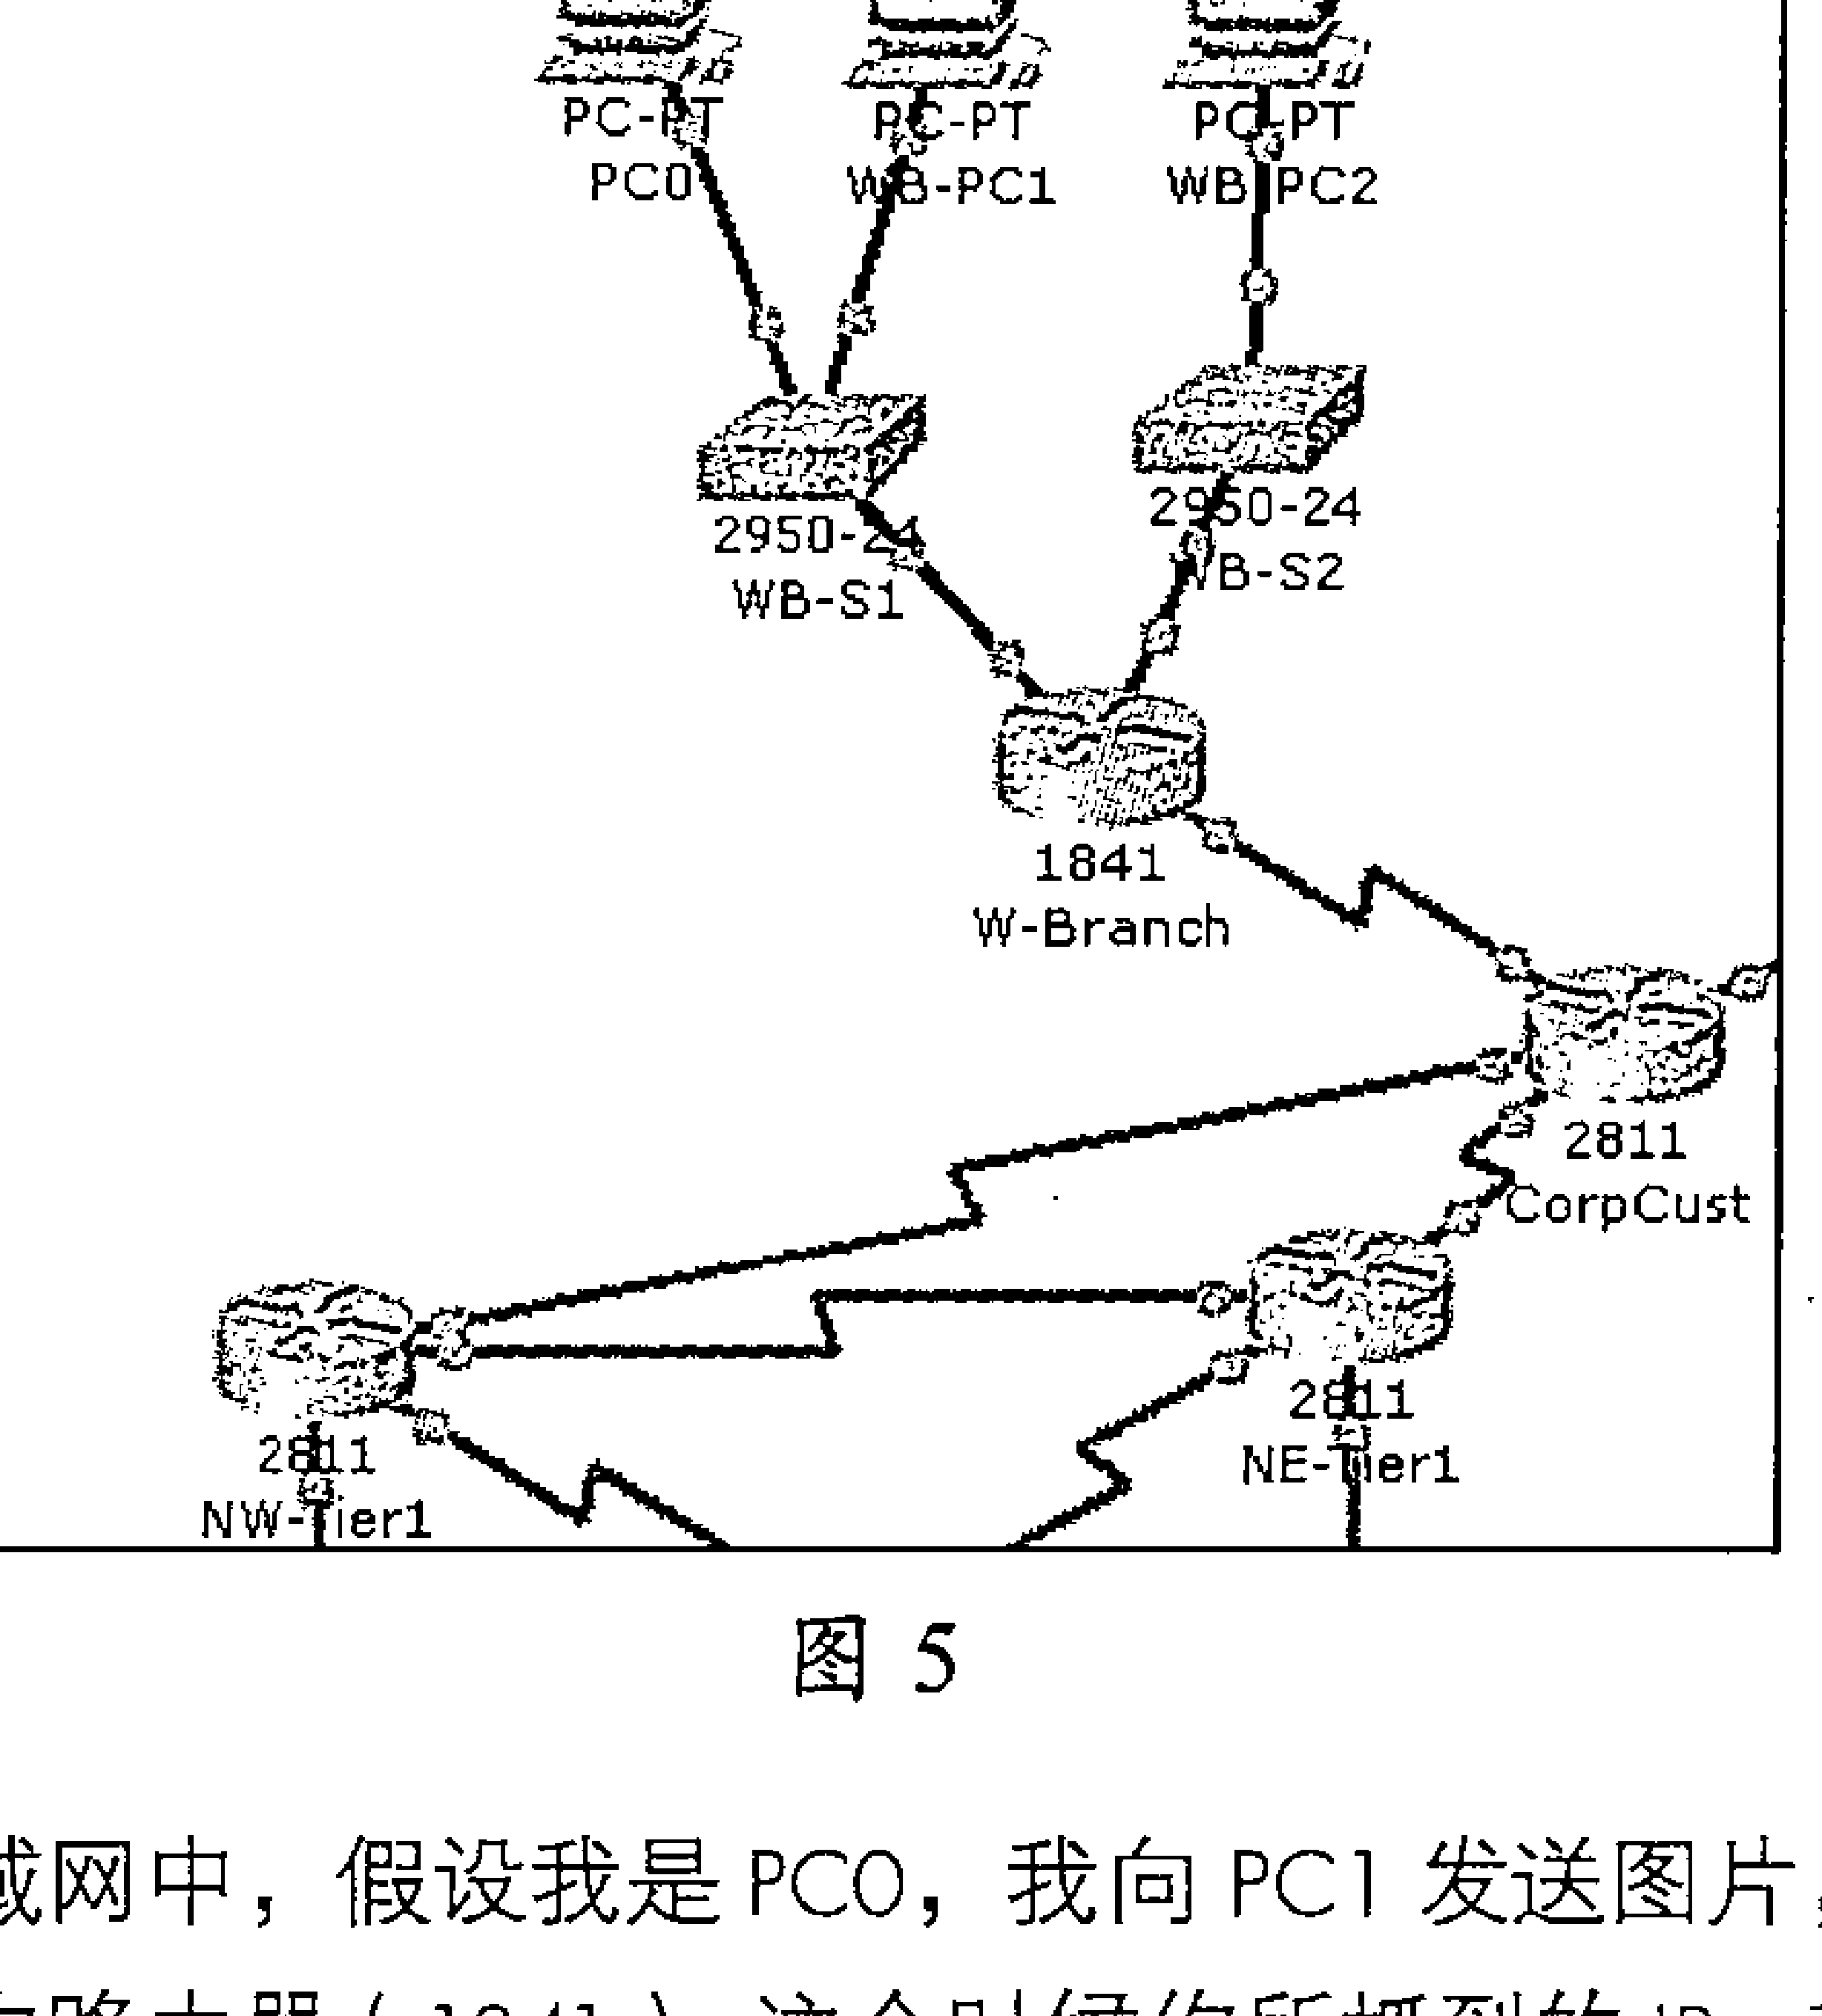 PC-PT PC-PT PC-PT
PC0 WB-PC1 WB-PC2
2950-24
2950-24
WB-S2
WB-S1
1841
W-Branch
2811
CorpCust
2811
NE-Tier1
2811
NW-Tier1
图 5
域网中，假设我是 PC0，我向 PC1 发送图片，